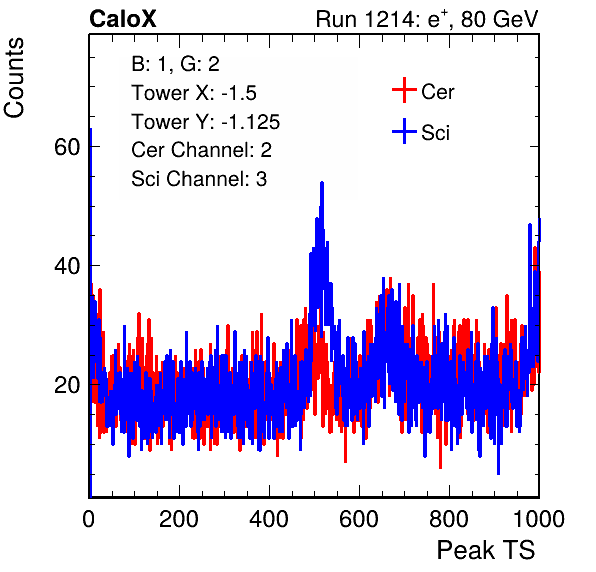 CaloX Run 1214: e⁺, 80 GeV
Counts
B: 1, G: 2
Tower X: -1.5
Tower Y: -1.125
Cer Channel: 2
Sci Channel: 3
Cer
Sci
60
40
20
0 200 400 600 800 1000
Peak TS